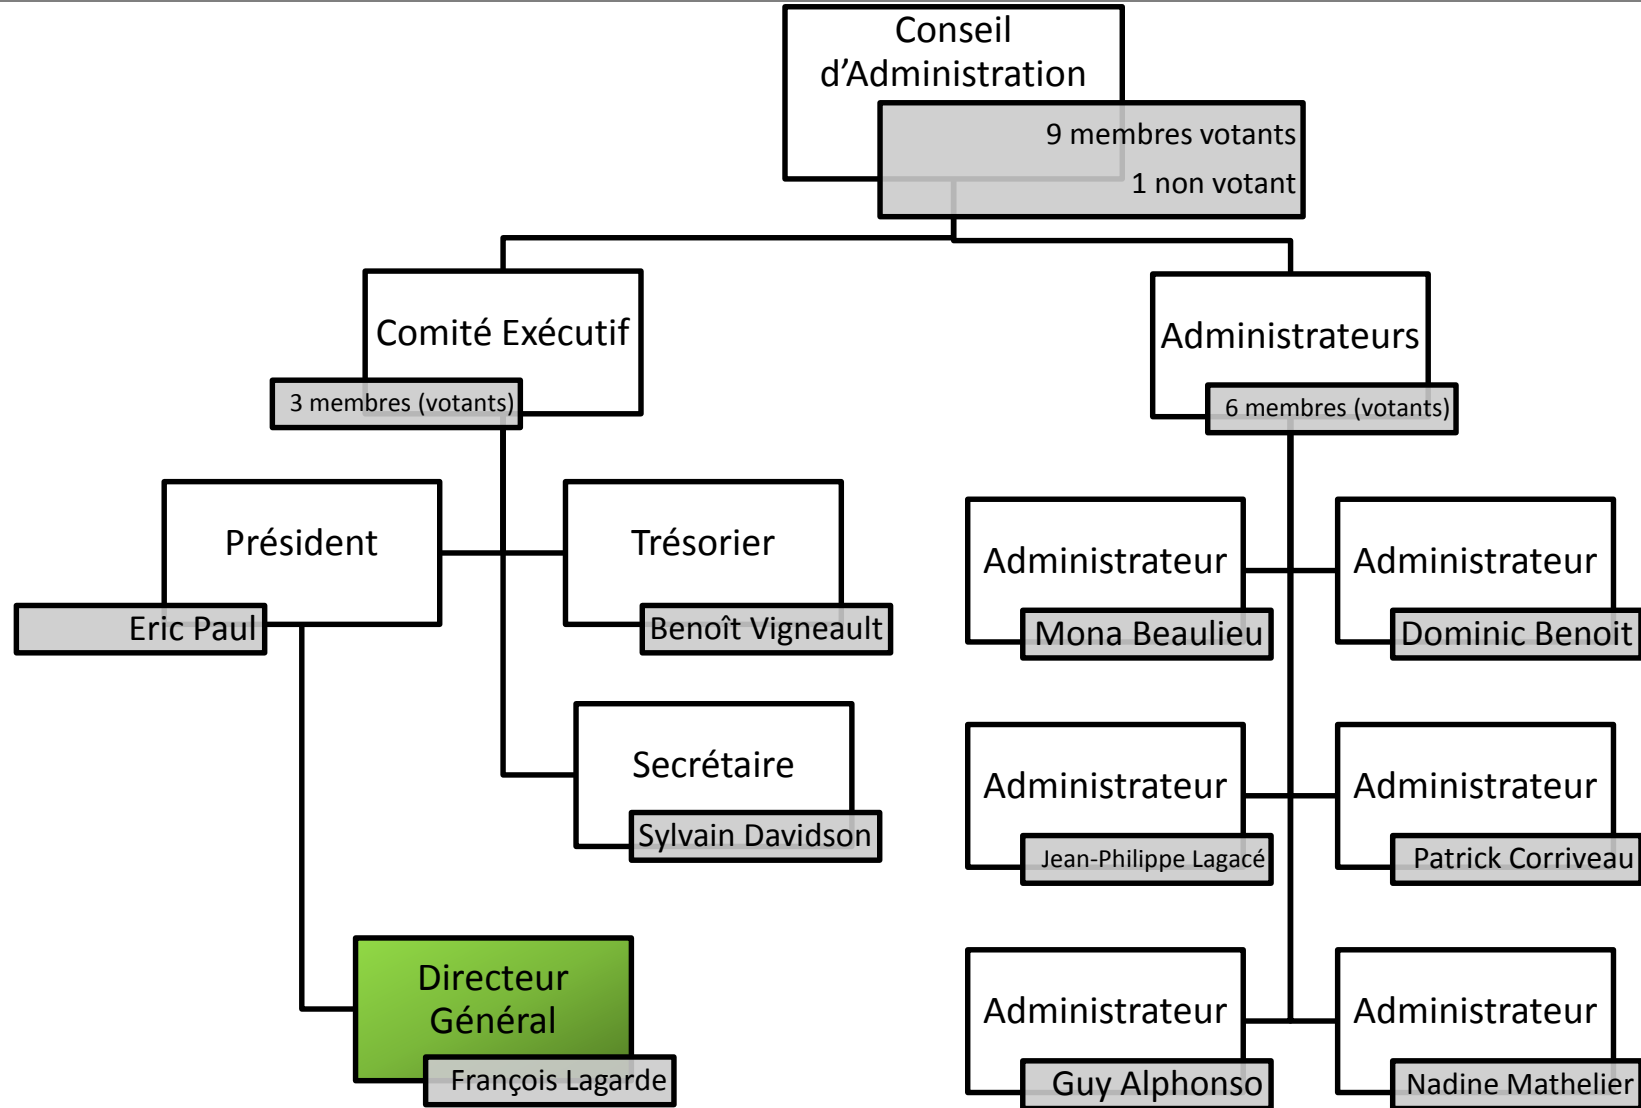 Conseil
d'Administration
9 membres votants
1 non votant
Comité Exécutif
3 membres (votants)
Administrateurs
6 membres (votants)
Président
Eric Paul
Trésorier
Benoît Vigneault
Secrétaire
Sylvain Davidson
Directeur
Général
François Lagarde
Administrateur
Mona Beaulieu
Administrateur
Dominic Benoit
Administrateur
Jean-Philippe Lagacé
Administrateur
Patrick Corriveau
Administrateur
Guy Alphonso
Administrateur
Nadine Mathelier